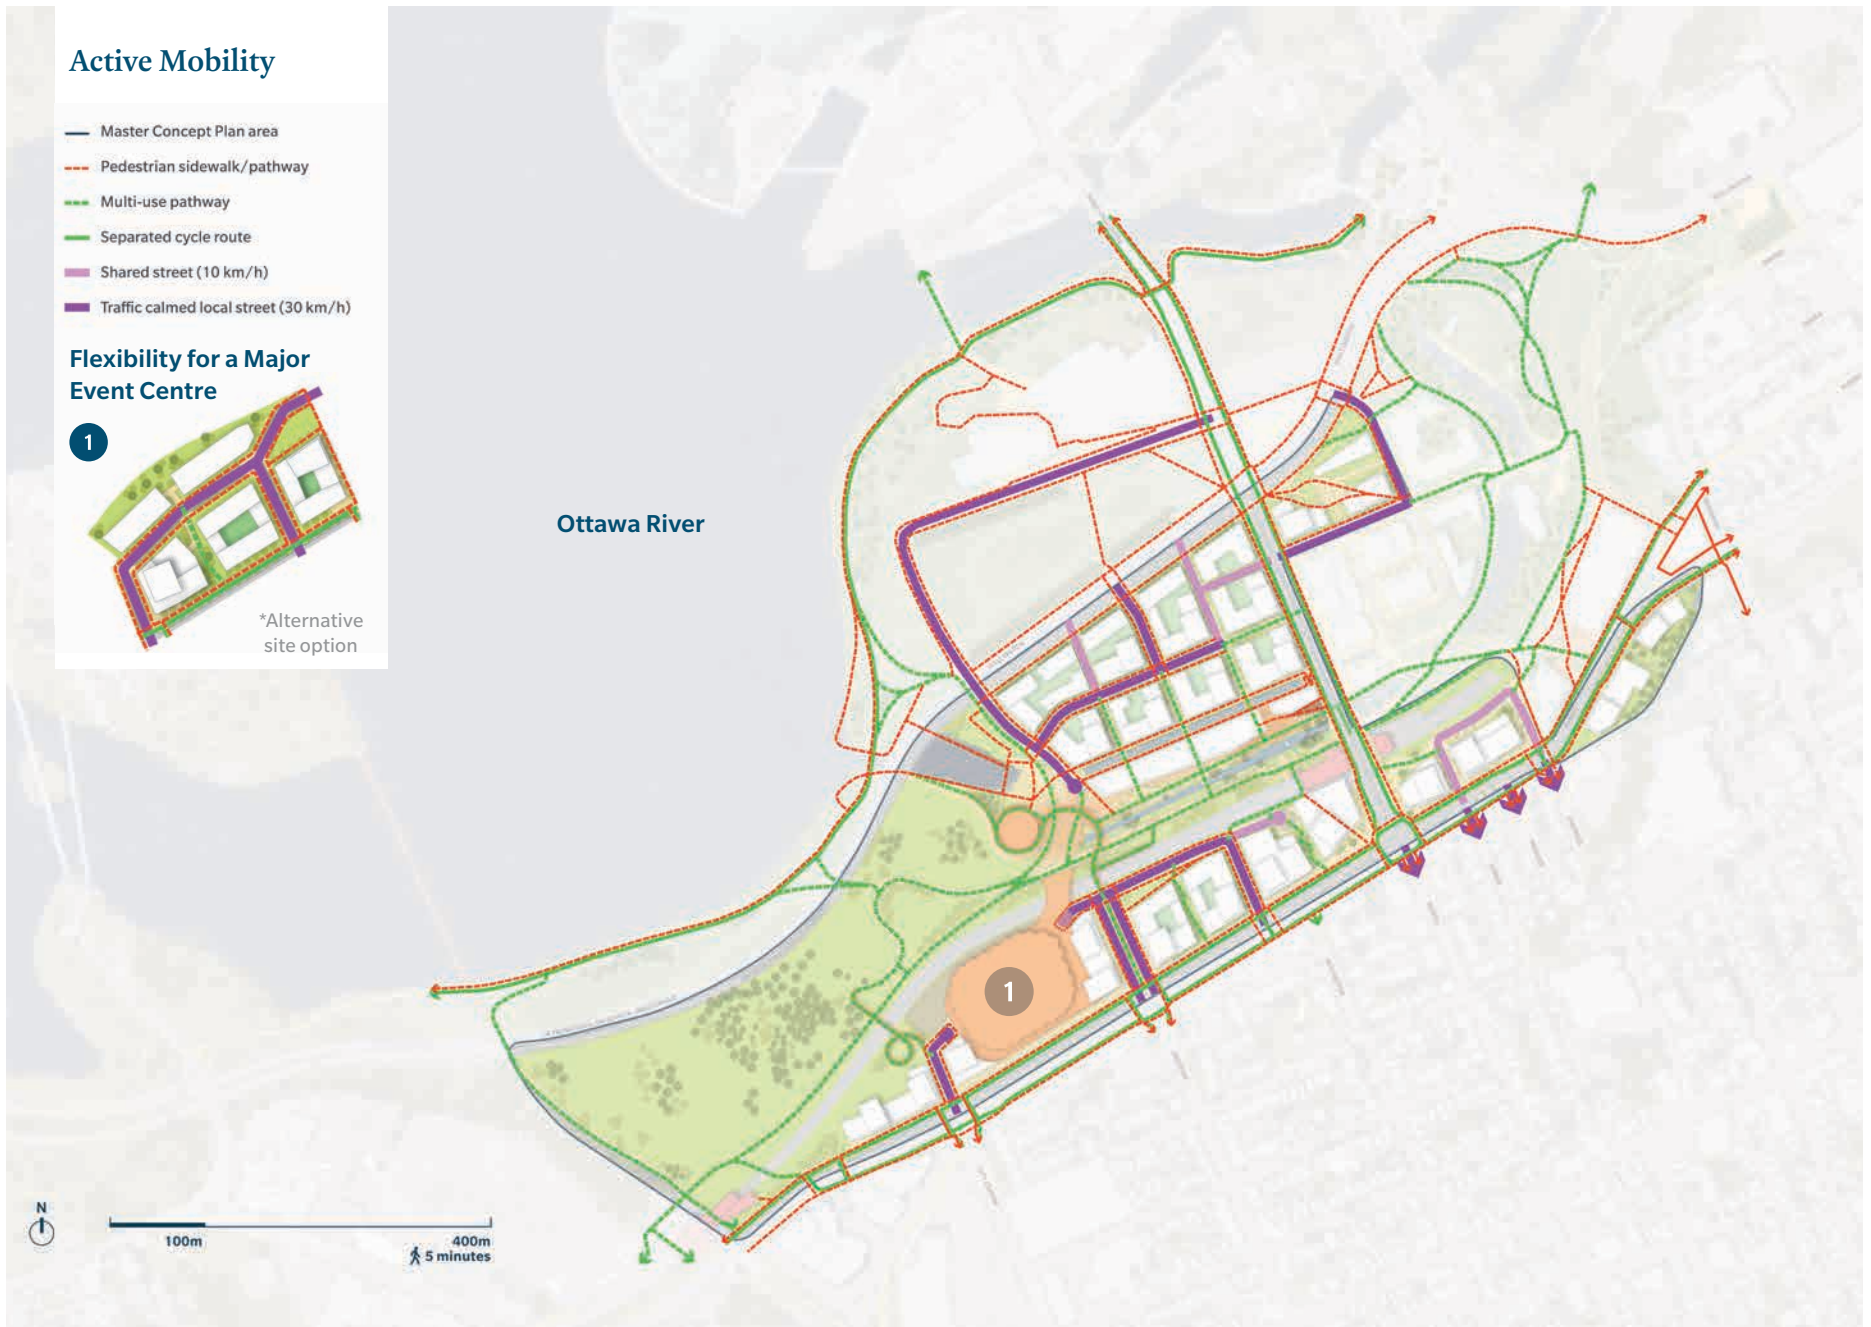 Active Mobility
Master Concept Plan area
Pedestrian sidewalk/pathway
Multi-use pathway
Separated cycle route
Shared street (10 km/h)
Traffic calmed local street (30 km/h)
Flexibility for a Major
Event Centre
1
*Alternative
site option
Ottawa River
1
N
100m
400m
5 minutes